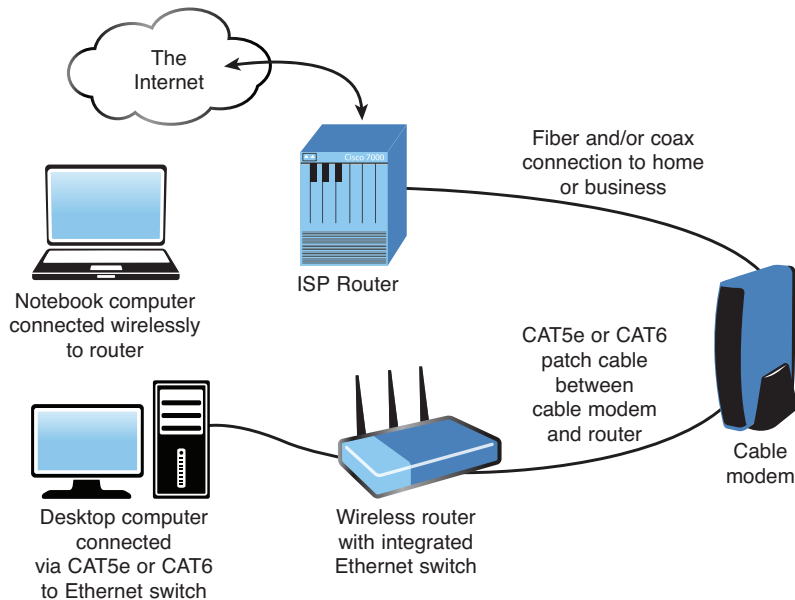 The
Internet
Cisco 7000
ISP Router
Fiber and/or coax
connection to home
or business
Notebook computer
connected wirelessly
to router
CAT5e or CAT6
patch cable
between
cable modem
and router
Cable
modem
Desktop computer
connected
via CAT5e or CAT6
to Ethernet switch
Wireless router
with integrated
Ethernet switch